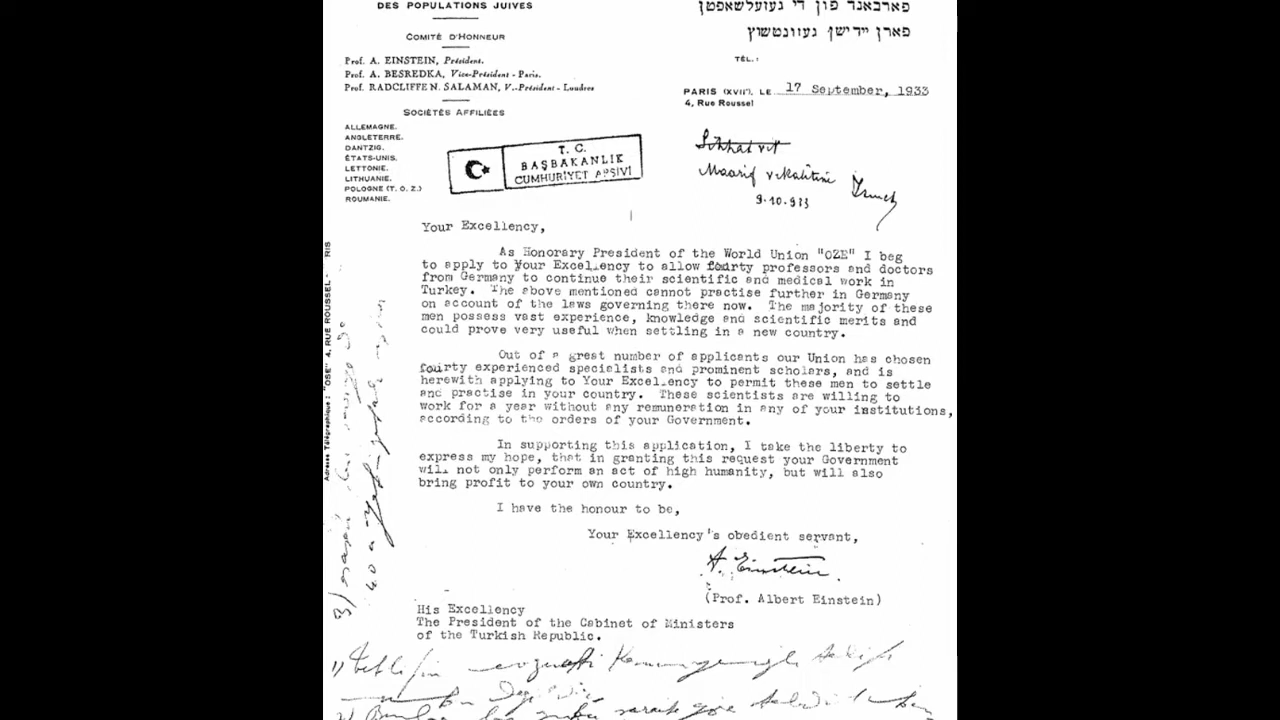 DES POPULATIONS JUIVES
COMITÉ D'HONNEUR
Prof. A. EINSTEIN, Président.
Prof. A. BESREDKA, Vice-Président - Paris.
Prof. RADCLIFFE N. SALAMAN, V.-Président - Londres
SOCIÉTÉS AFFILIÉES
ALLEMAGNE.
ANGLETERRE.
DANTZIG.
ÉTATS-UNIS.
LETTONIE.
LITHUANIE.
POLOGNE (T. O. Z.)
ROUMANIE.
פארבאנד פון די געזעלשאפטן
פארן יידישן געזונטשוץ
TÉL.:
PARIS (XVIIe), LE 17 September, 1933
4, Rue Roussel
T. C.
BAŞBAKANLIK
CUMHURİYET ARŞİVİ
Maarif vekaletine
9.10.933
Your Excellency,
As Honorary President of the World Union "OZE" I beg
to apply to Your Excellency to allow fourty professors and doctors
from Germany to continue their scientific and medical work in
Turkey. The above mentioned cannot practise further in Germany
on account of the laws governing there now. The majority of these
men possess vast experience, knowledge and scientific merits and
could prove very useful when settling in a new country.
Out of a great number of applicants our Union has chosen
fourty experienced specialists and prominent scholars, and is
herewith applying to Your Excellency to permit these men to settle
and practise in your country. These scientists are willing to
work for a year without any remuneration in any of your institutions,
according to the orders of your Government.
In supporting this application, I take the liberty to
express my hope, that in granting this request your Government
will not only perform an act of high humanity, but will also
bring profit to your own country.
I have the honour to be,
Your Excellency's obedient servant,
A. Einstein.
(Prof. Albert Einstein)
His Excellency
The President of the Cabinet of Ministers
of the Turkish Republic.
Adresse Télégraphique : "OSE" 4, RUE ROUSSEL -